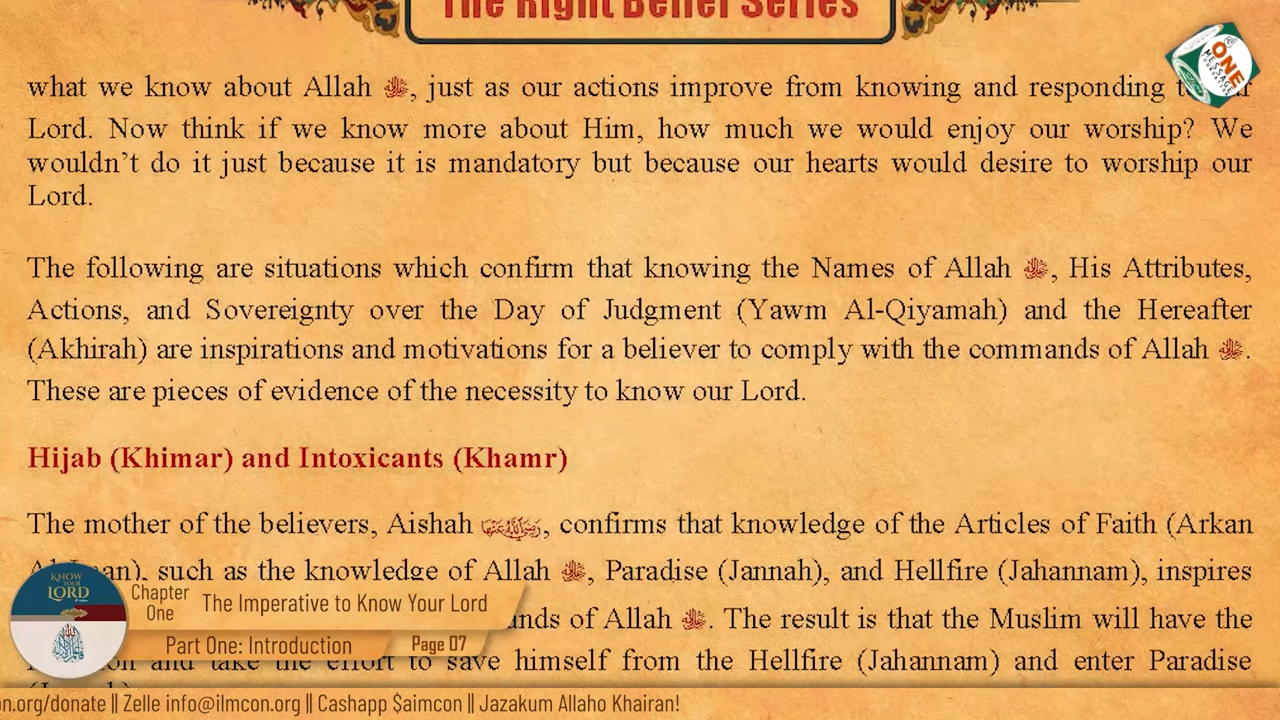 The Right Belief Series
ONE
MESSAGE
FOUNDATION
what we know about Allah ﷻ, just as our actions improve from knowing and responding
Lord. Now think if we know more about Him, how much we would enjoy our worship? We
wouldn’t do it just because it is mandatory but because our hearts would desire to worship our
Lord.
The following are situations which confirm that knowing the Names of Allah ﷻ, His Attributes,
Actions, and Sovereignty over the Day of Judgment (Yawm Al-Qiyamah) and the Hereafter
(Akhirah) are inspirations and motivations for a believer to comply with the commands of Allah ﷻ.
These are pieces of evidence of the necessity to know our Lord.
Hijab (Khimar) and Intoxicants (Khamr)
The mother of the believers, Aishah رضي الله عنها, confirms that knowledge of the Articles of Faith (Arkan
such as the knowledge of Allah ﷻ, Paradise (Jannah), and Hellfire (Jahannam), inspires
of Allah ﷻ. The result is that the Muslim will have the
and take the effort to save himself from the Hellfire (Jahannam) and enter Paradise
KNOW
YOUR
LORD
Chapter
One
The Imperative to Know Your Lord
Part One: Introduction
Page 07
n.org/donate || Zelle info@ilmcon.org || Cashapp $aimcon || Jazakum Allaho Khairan!